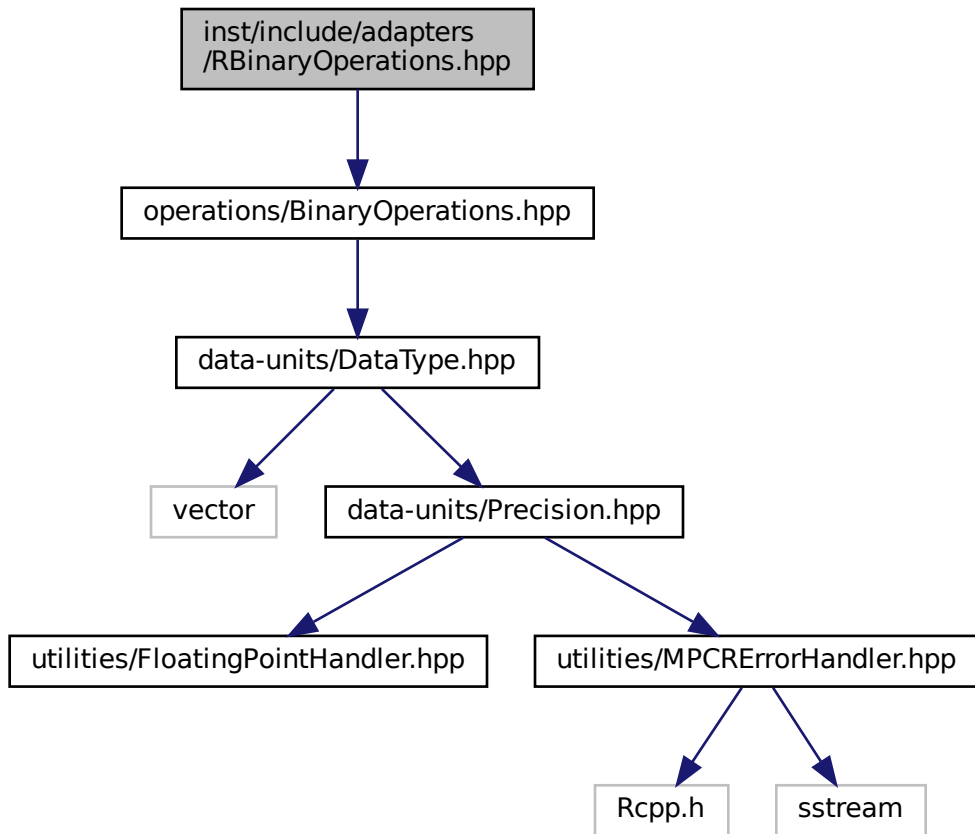 inst/include/adapters
/RBinaryOperations.hpp
operations/BinaryOperations.hpp
data-units/DataType.hpp
vector
data-units/Precision.hpp
utilities/FloatingPointHandler.hpp
utilities/MPCRErrorHandler.hpp
Rcpp.h
sstream